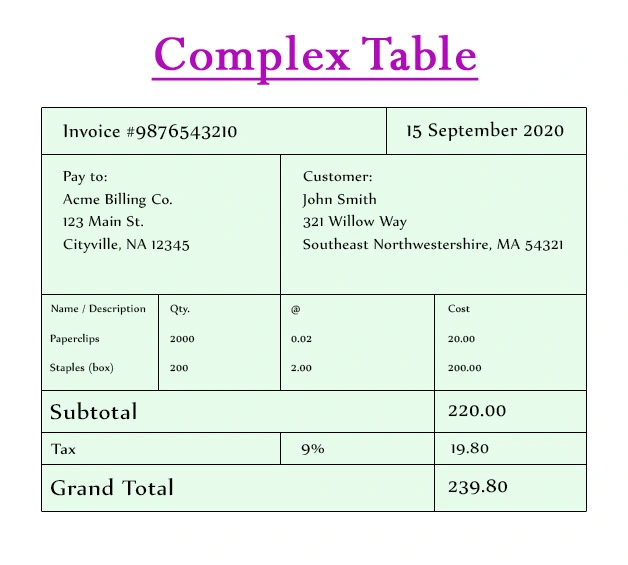 Complex Table
Invoice #9876543210 15 September 2020
Pay to:
Acme Billing Co.
123 Main St.
Cityville, NA 12345
Customer:
John Smith
321 Willow Way
Southeast Northwestershire, MA 54321
Name / Description Qty. @ Cost
Paperclips 2000 0.02 20.00
Staples (box) 200 2.00 200.00
Subtotal 220.00
Tax 9% 19.80
Grand Total 239.80